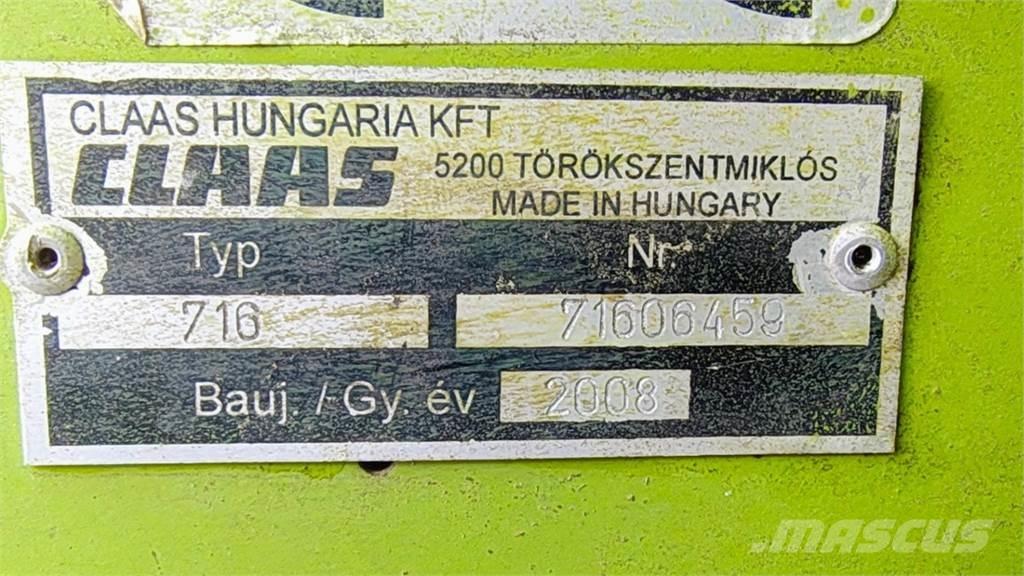 CLAAS HUNGARIA KFT
CLAAS 5200 TÖRÖKSZENTMIKLÓS
MADE IN HUNGARY
Typ Nr
716 71606459
Bauj. / Gy. év 2008
MASCUS